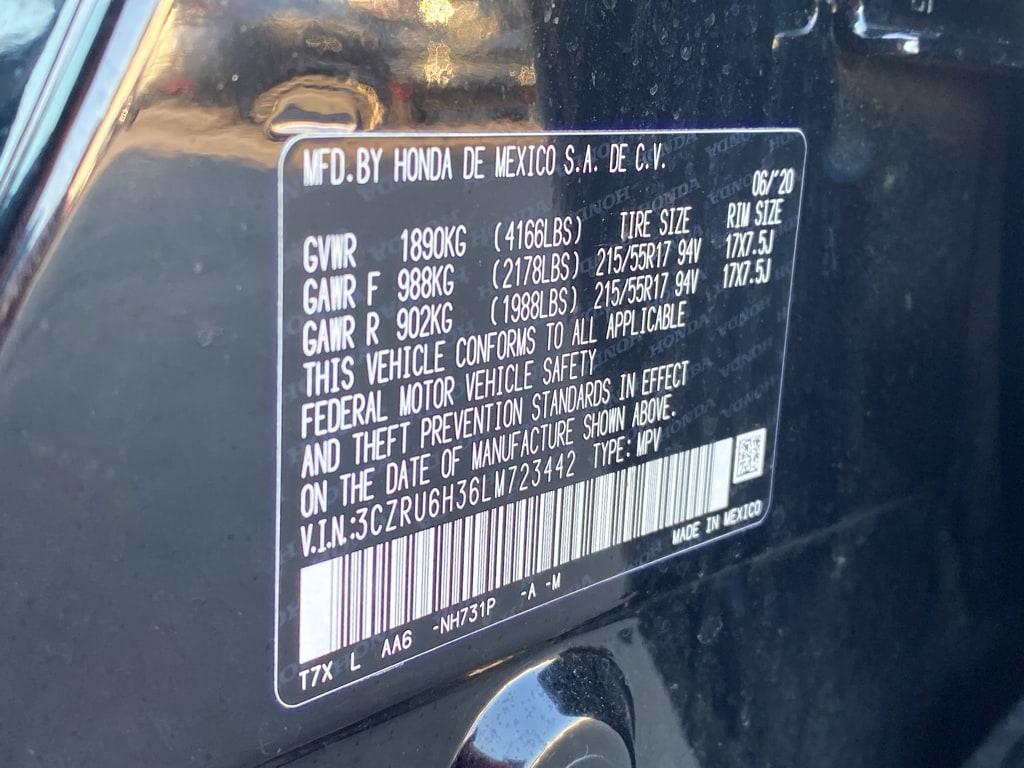 MFD.BY HONDA DE MEXICO S.A. DE C.V.
06/'20
TIRE SIZE RIM SIZE
GVWR 1890KG (4166LBS)
GAWR F 988KG (2178LBS) 215/55R17 94V 17X7.5J
GAWR R 902KG (1988LBS) 215/55R17 94V 17X7.5J
THIS VEHICLE CONFORMS TO ALL APPLICABLE
FEDERAL MOTOR VEHICLE SAFETY
AND THEFT PREVENTION STANDARDS IN EFFECT
ON THE DATE OF MANUFACTURE SHOWN ABOVE.
V.I.N.:3CZRU6H36LM723442 TYPE: MPV
MADE IN MEXICO
T7X L AA6 -NH731P -A -M